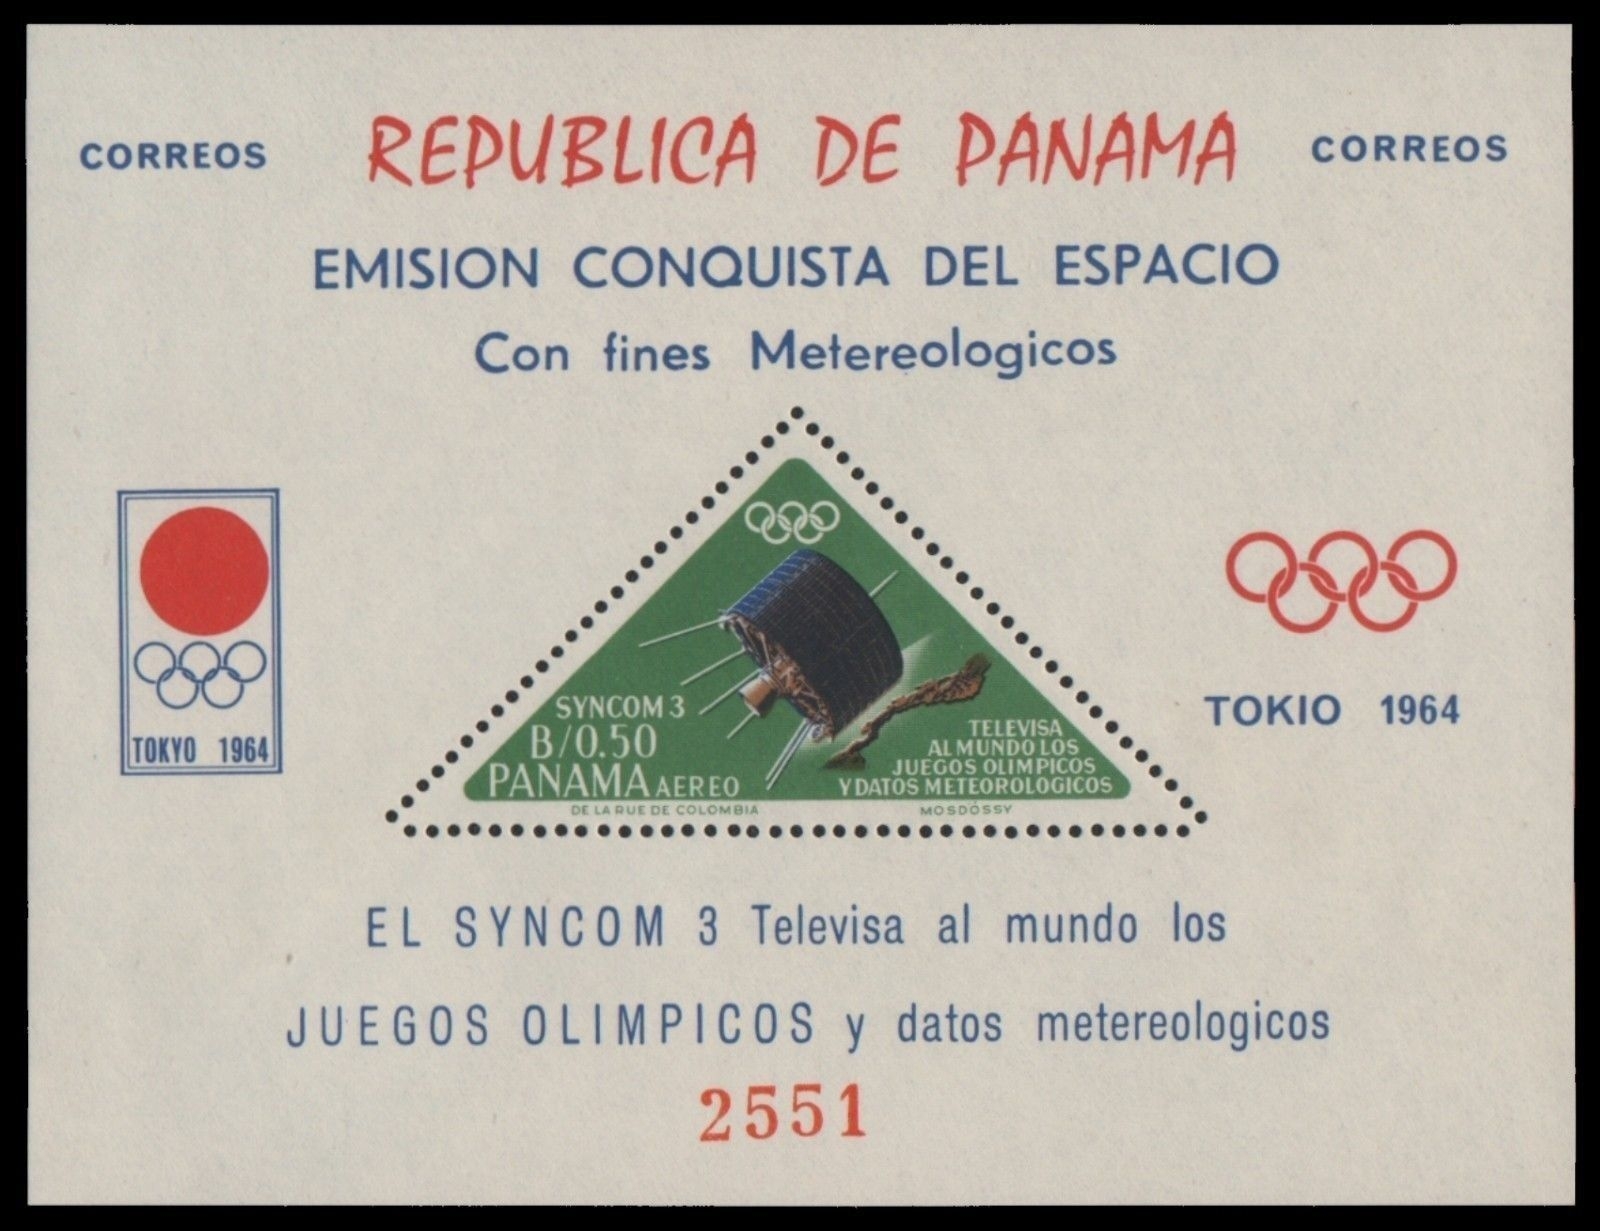 CORREOS REPUBLICA DE PANAMA CORREOS
EMISION CONQUISTA DEL ESPACIO
Con fines Metereologicos
TOKYO 1964
SYNCOM 3
B/0.50
PANAMA AEREO
TELEVISA
AL MUNDO LOS
JUEGOS OLIMPICOS
Y DATOS METEOROLOGICOS
DE LA RUE DE COLOMBIA
MOSDÓSSY
TOKIO 1964
EL SYNCOM 3 Televisa al mundo los
JUEGOS OLIMPICOS y datos metereologicos
2551